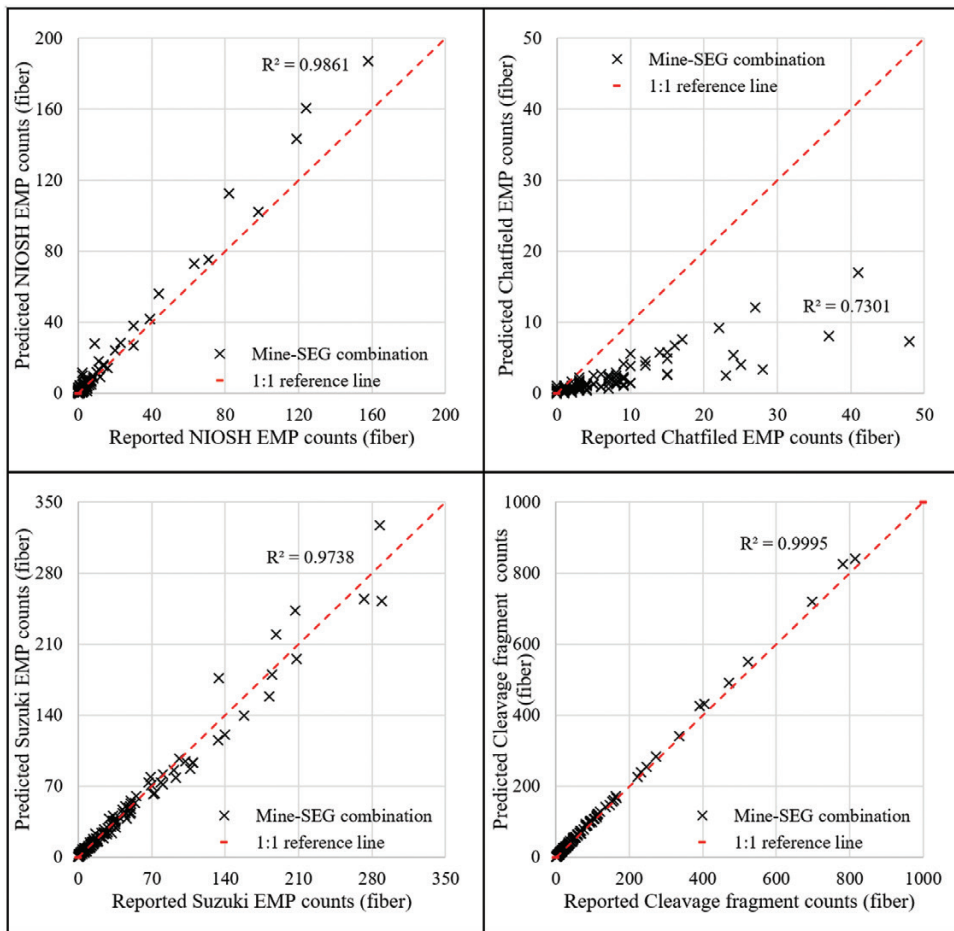 200
R² = 0.9861
160
120
80
40
Predicted NIOSH EMP counts (fiber)
Mine-SEG combination
1:1 reference line
0
0 40 80 120 160 200
Reported NIOSH EMP counts (fiber)
50
Mine-SEG combination
1:1 reference line
40
30
20
Predicted Chatfield EMP counts (fiber)
R² = 0.7301
10
0
0 10 20 30 40 50
Reported Chatfiled EMP counts (fiber)
350
R² = 0.9738
280
210
140
70
Predicted Suzuki EMP counts (fiber)
Mine-SEG combination
1:1 reference line
0
0 70 140 210 280 350
Reported Suzuki EMP counts (fiber)
1000
R² = 0.9995
800
600
400
200
Predicted Cleavage fragment counts
(fiber)
Mine-SEG combination
1:1 reference line
0
0 200 400 600 800 1000
Reported Cleavage fragment counts (fiber)